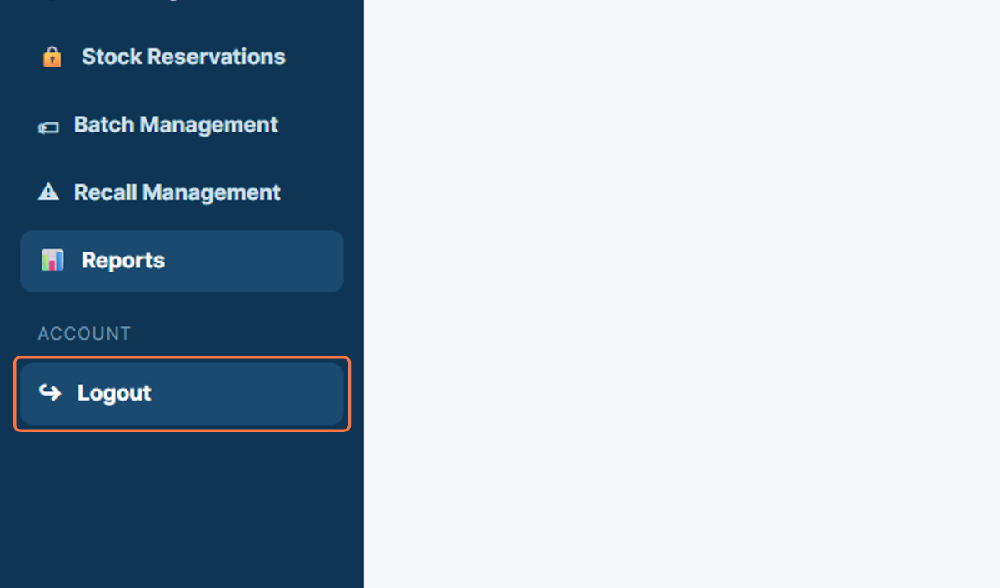 Stock Reservations
Batch Management
Recall Management
Reports
ACCOUNT
Logout